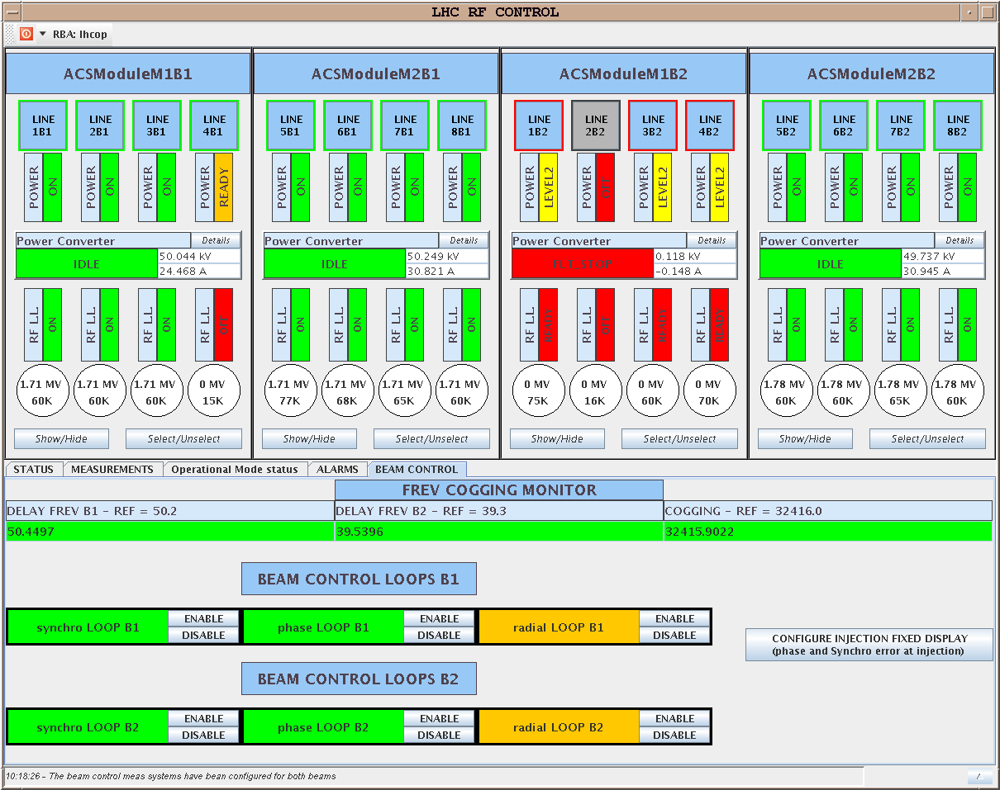 LHC RF CONTROL
RBA: lhcop
ACSModuleM1B1
ACSModuleM2B1
ACSModuleM1B2
ACSModuleM2B2
LINE 1B1
LINE 2B1
LINE 3B1
LINE 4B1
LINE 5B1
LINE 6B1
LINE 7B1
LINE 8B1
LINE 1B2
LINE 2B2
LINE 3B2
LINE 4B2
LINE 5B2
LINE 6B2
LINE 7B2
LINE 8B2
POWER ON
POWER ON
POWER ON
POWER READY
POWER ON
POWER ON
POWER ON
POWER ON
POWER LEVEL2
POWER OFF
POWER LEVEL2
POWER LEVEL2
POWER ON
POWER ON
POWER ON
POWER ON
Power Converter Details
IDLE
50.044 kV
24.468 A
Power Converter Details
IDLE
50.249 kV
30.821 A
Power Converter Details
FLT STOP
0.118 kV
-0.148 A
Power Converter Details
IDLE
49.737 kV
30.945 A
RF L.L. ON
RF L.L. ON
RF L.L. ON
RF L.L. OFF
RF L.L. ON
RF L.L. ON
RF L.L. ON
RF L.L. ON
RF L.L. READY
RF L.L. OFF
RF L.L. READY
RF L.L. READY
RF L.L. ON
RF L.L. ON
RF L.L. ON
RF L.L. ON
1.71 MV
60K
1.71 MV
60K
1.71 MV
60K
0 MV
15K
1.71 MV
77K
1.71 MV
68K
1.71 MV
65K
1.71 MV
60K
0 MV
75K
0 MV
16K
0 MV
60K
0 MV
70K
1.78 MV
60K
1.78 MV
60K
1.78 MV
65K
1.78 MV
60K
Show/Hide Select/Unselect
Show/Hide Select/Unselect
Show/Hide Select/Unselect
Show/Hide Select/Unselect
STATUS MEASUREMENTS Operational Mode status ALARMS BEAM CONTROL
FREV COGGING MONITOR
DELAY FREV B1 - REF = 50.2
DELAY FREV B2 - REF = 39.3
COGGING - REF = 32416.0
50.4497
39.5396
32415.9022
BEAM CONTROL LOOPS B1
synchro LOOP B1
ENABLE
DISABLE
phase LOOP B1
ENABLE
DISABLE
radial LOOP B1
ENABLE
DISABLE
CONFIGURE INJECTION FIXED DISPLAY
(phase and Synchro error at injection)
BEAM CONTROL LOOPS B2
synchro LOOP B2
ENABLE
DISABLE
phase LOOP B2
ENABLE
DISABLE
radial LOOP B2
ENABLE
DISABLE
10:18:26 - The beam control meas systems have bean configured for both beams
/